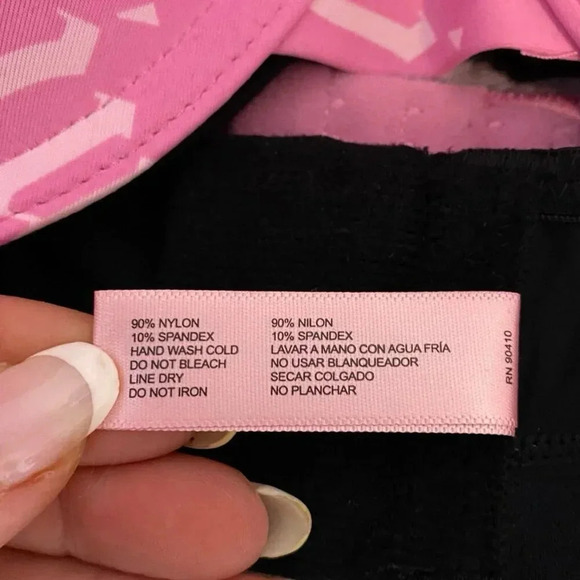 90% NYLON
10% SPANDEX
HAND WASH COLD
DO NOT BLEACH
LINE DRY
DO NOT IRON
90% NILON
10% SPANDEX
LAVAR A MANO CON AGUA FRÍA
NO USAR BLANQUEADOR
SECAR COLGADO
NO PLANCHAR
RN 90410